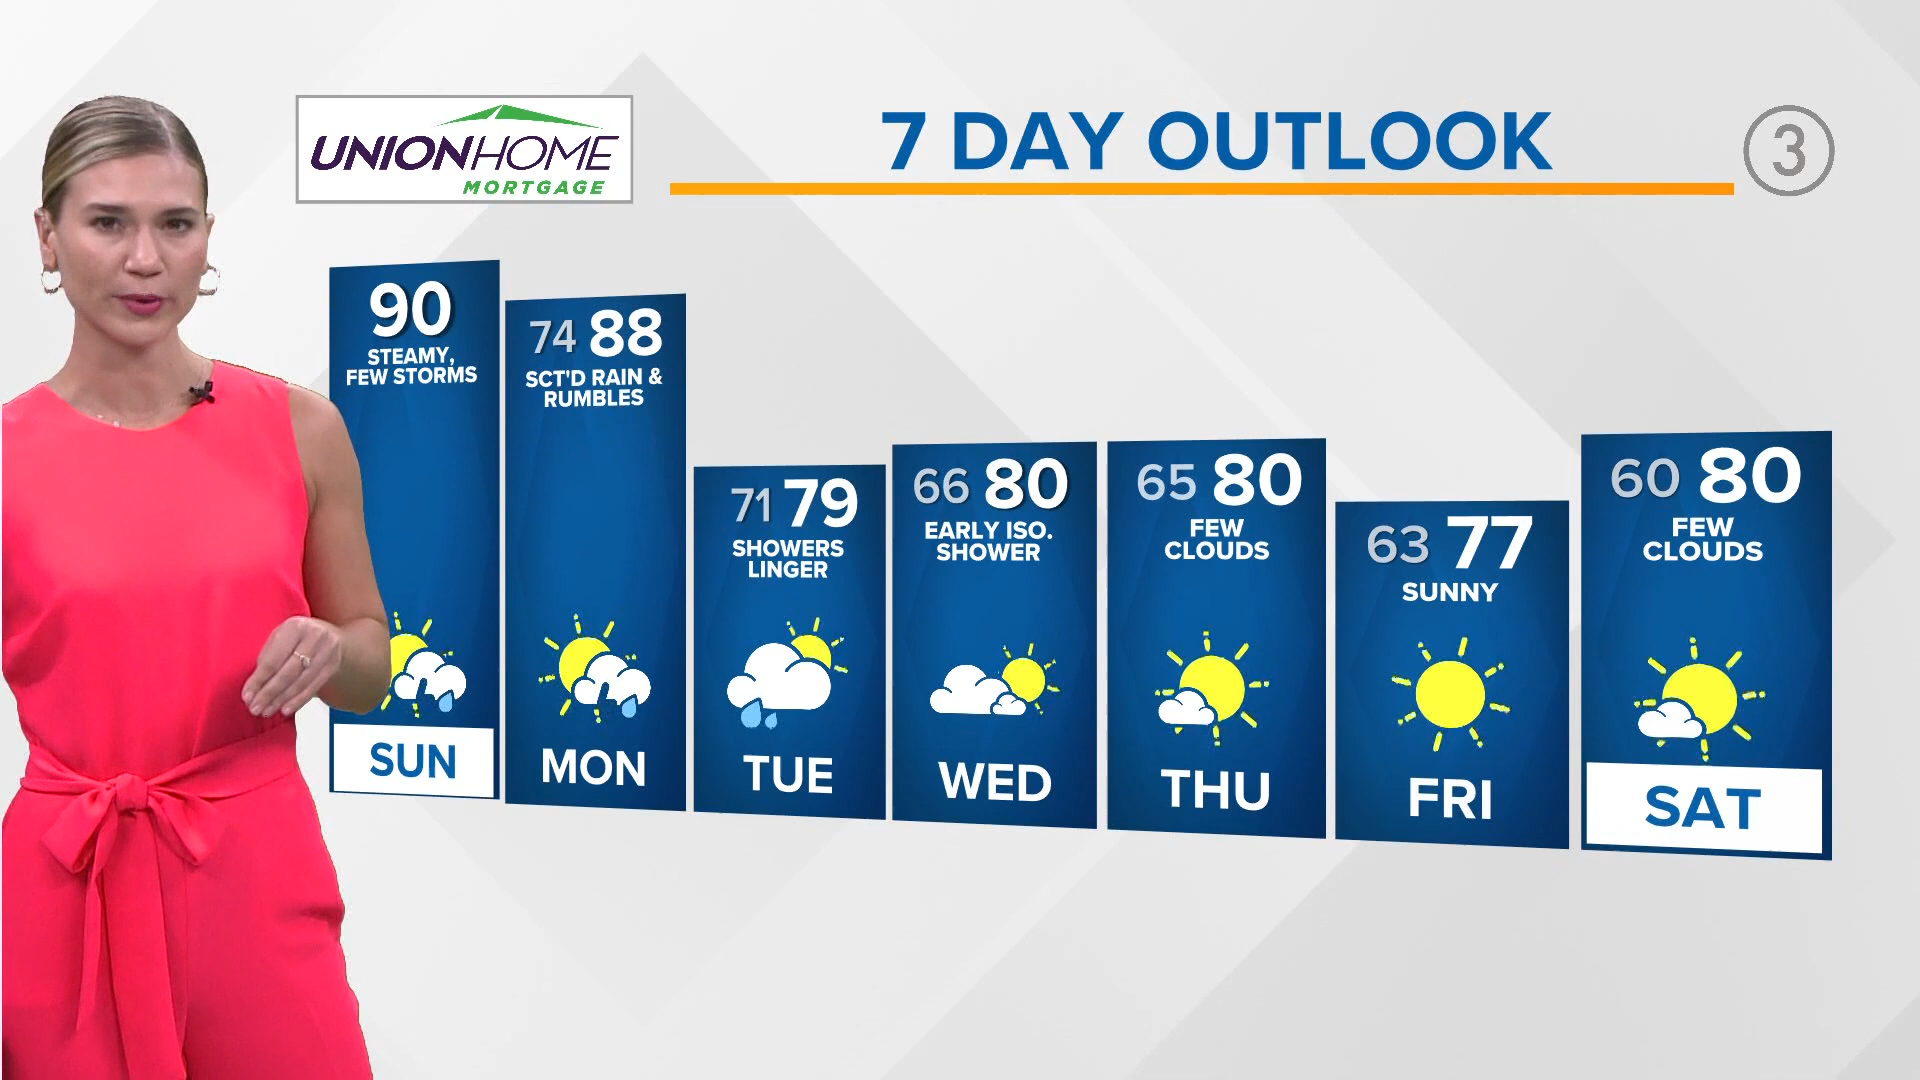 UNIONHOME
MORTGAGE
7 DAY OUTLOOK
3
90
STEAMY,
FEW STORMS
SUN
74 88
SCT'D RAIN &
RUMBLES
MON
71 79
SHOWERS
LINGER
TUE
66 80
EARLY ISO.
SHOWER
WED
65 80
FEW
CLOUDS
THU
63 77
SUNNY
FRI
60 80
FEW
CLOUDS
SAT